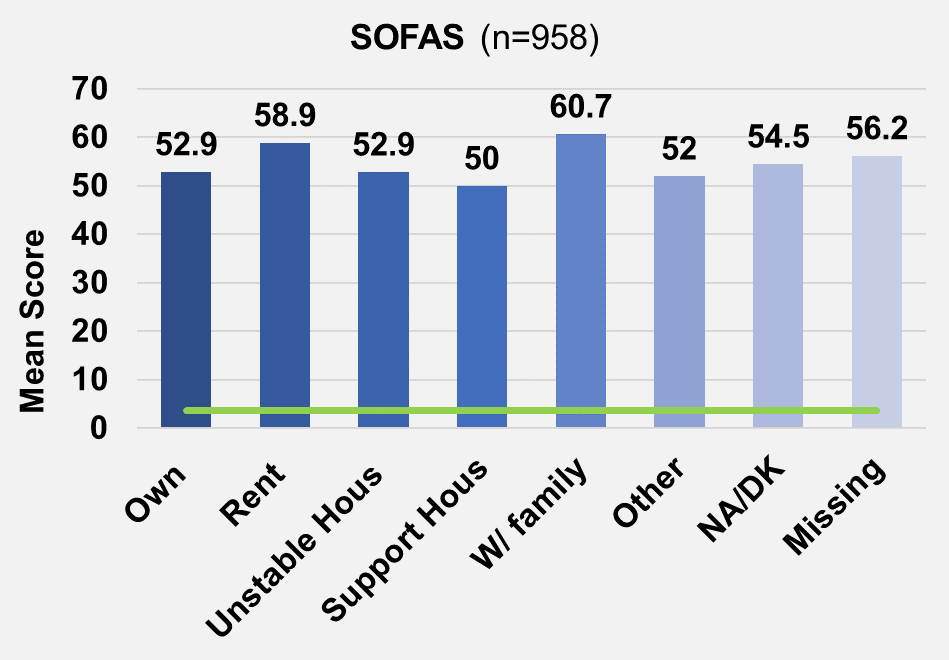 SOFAS (n=958)
70
60
50
40
30
20
10
0
Mean Score
52.9
58.9
52.9
50
60.7
52
54.5
56.2
Own
Rent
Unstable Hous
Support Hous
W/ family
Other
NA/DK
Missing